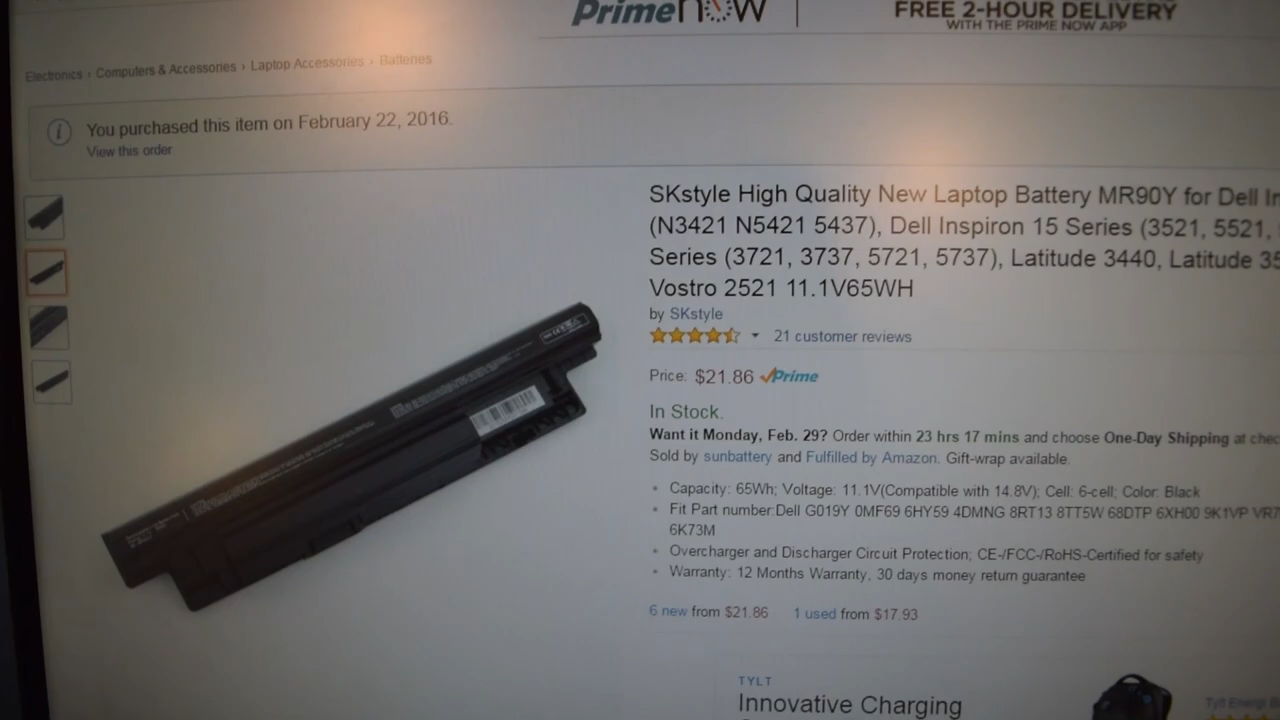 Prime now
FREE 2-HOUR DELIVERY
WITH THE PRIME NOW APP
Electronics › Computers & Accessories › Laptop Accessories › Batteries
You purchased this item on February 22, 2016.
View this order
SKstyle High Quality New Laptop Battery MR90Y for Dell
(N3421 N5421 5437), Dell Inspiron 15 Series (3521, 5521,
Series (3721, 3737, 5721, 5737), Latitude 3440, Latitude
Vostro 2521 11.1V65WH
by SKstyle
21 customer reviews
Price: $21.86 Prime
In Stock.
Want it Monday, Feb. 29? Order within 23 hrs 17 mins and choose One-Day Shipping at
Sold by sunbattery and Fulfilled by Amazon. Gift-wrap available.
• Capacity: 65Wh; Voltage: 11.1V(Compatible with 14.8V); Cell: 6-cell; Color: Black
• Fit Part number:Dell G019Y 0MF69 6HY59 4DMNG 8RT13 8TT5W 68DTP 6XH00 9K1VP
6K73M
• Overcharger and Discharger Circuit Protection; CE-/FCC-/RoHS-Certified for safety
• Warranty: 12 Months Warranty, 30 days money return guarantee
6 new from $21.86 1 used from $17.93
TYLT
Innovative Charging
Tylt Energi